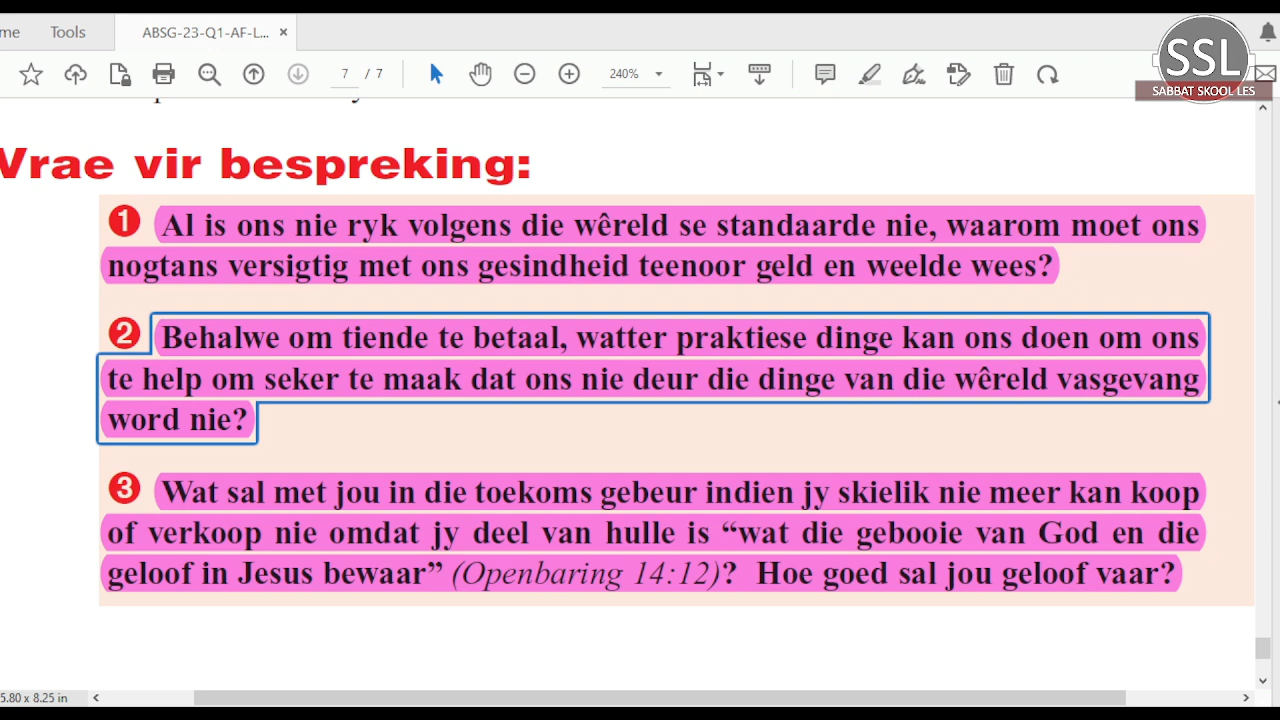 me Tools ABSG-23-Q1-AF-L... ×
SSL
SABBAT SKOOL LES
7 / 7 240%
Vrae vir bespreking:
1 Al is ons nie ryk volgens die wêreld se standaarde nie, waarom moet ons
nogtans versigtig met ons gesindheid teenoor geld en weelde wees?
2 Behalwe om tiende te betaal, watter praktiese dinge kan ons doen om ons
te help om seker te maak dat ons nie deur die dinge van die wêreld vasgevang
word nie?
3 Wat sal met jou in die toekoms gebeur indien jy skielik nie meer kan koop
of verkoop nie omdat jy deel van hulle is “wat die gebooie van God en die
geloof in Jesus bewaar” (Openbaring 14:12)? Hoe goed sal jou geloof vaar?
5.80 x 8.25 in